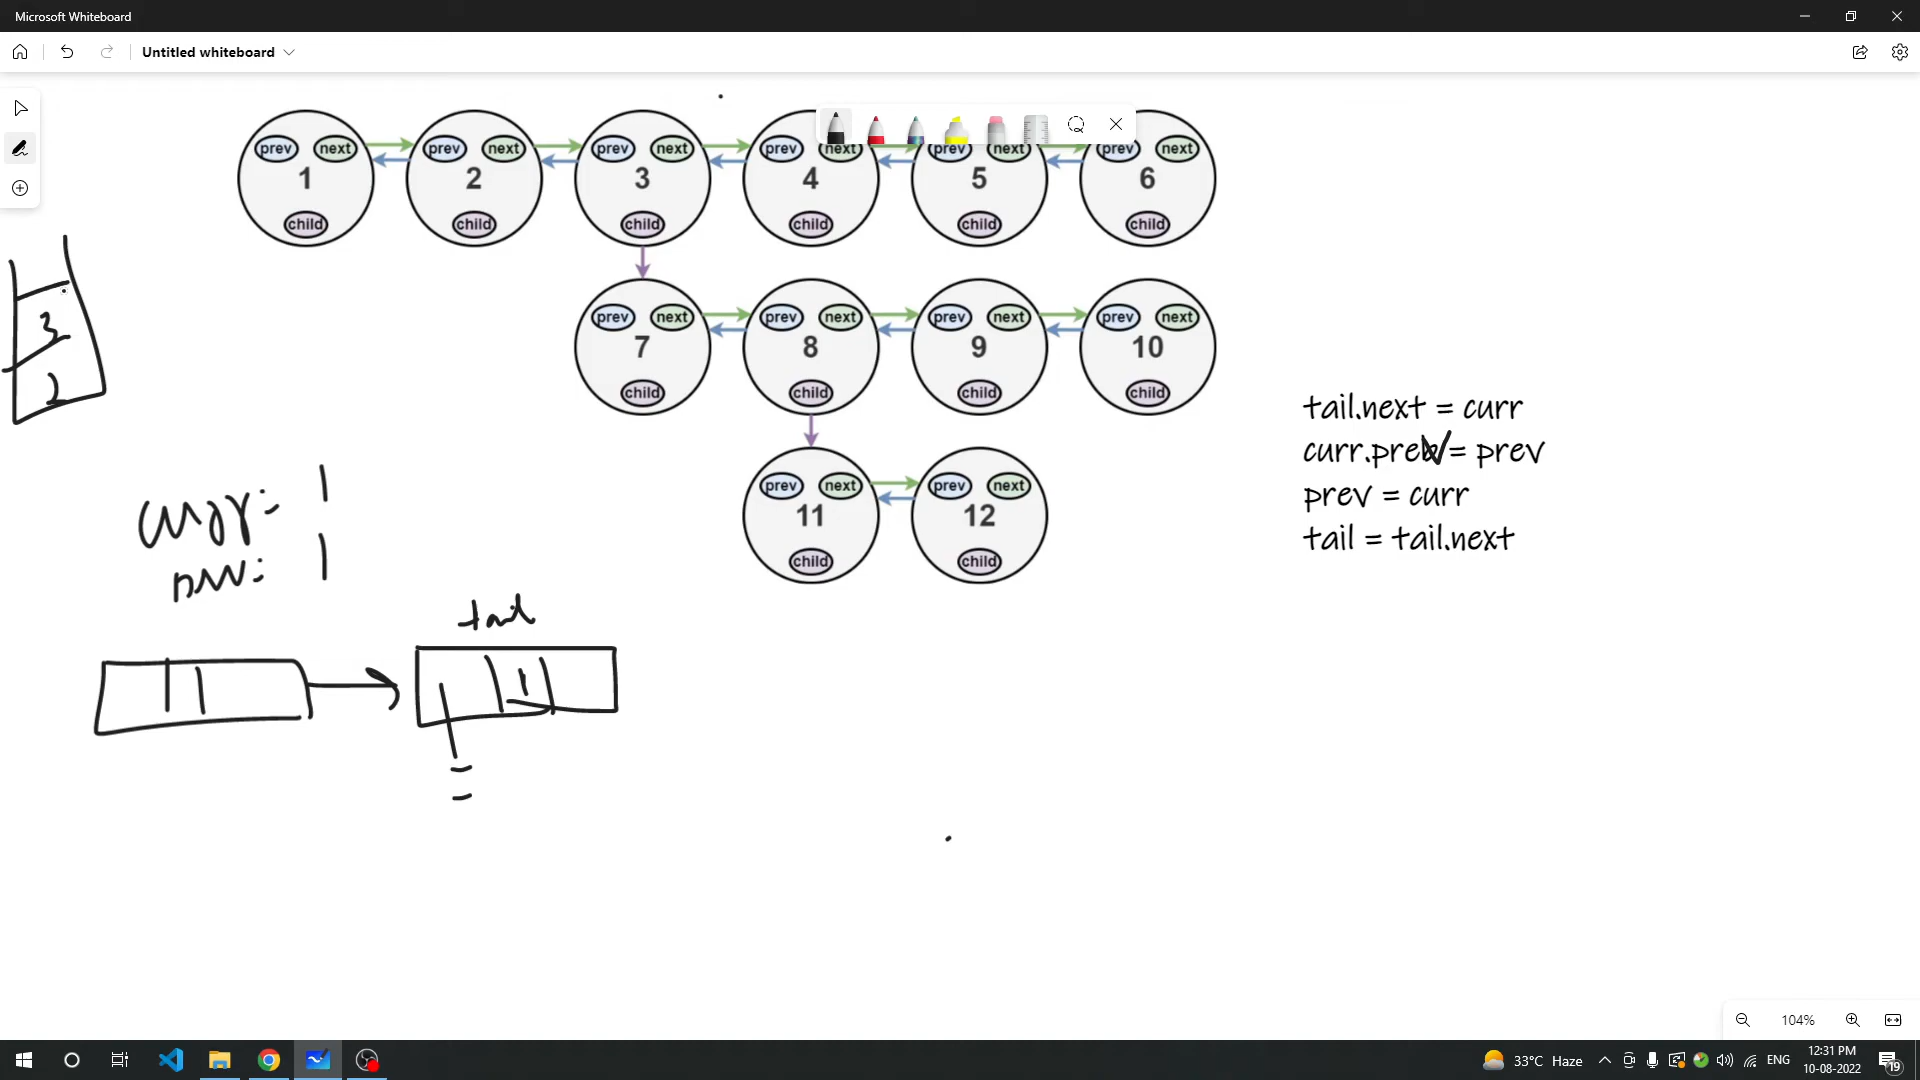 Microsoft Whiteboard
Untitled whiteboard
prev next prev next prev next prev next prev next prev next
1 2 3 4 5 6
child child child child child child
prev next prev next prev next prev next
7 8 9 10
child child child child
prev next prev next
11 12
child child
3
2
curr: 1
1
tail
1
tail.next = curr
curr.prev = prev
prev = curr
tail = tail.next
104%
33°C Haze
ENG
12:31 PM
10-08-2022
19